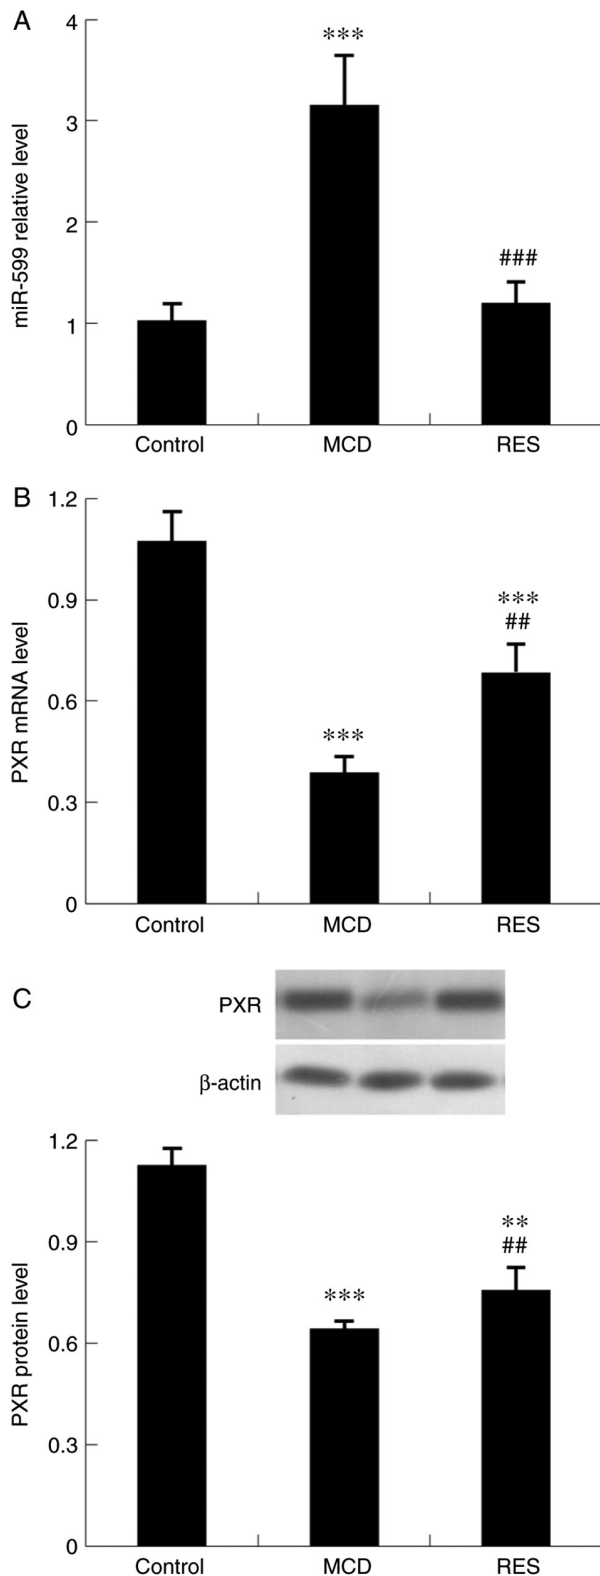 A
4
3
2
1
0
miR-599 relative level
***
###
Control MCD RES
B
1.2
0.9
0.6
0.3
0
PXR mRNA level
***
***
##
Control MCD RES
C
PXR
β-actin
1.2
0.9
0.6
0.3
0
PXR protein level
***
**
##
Control MCD RES